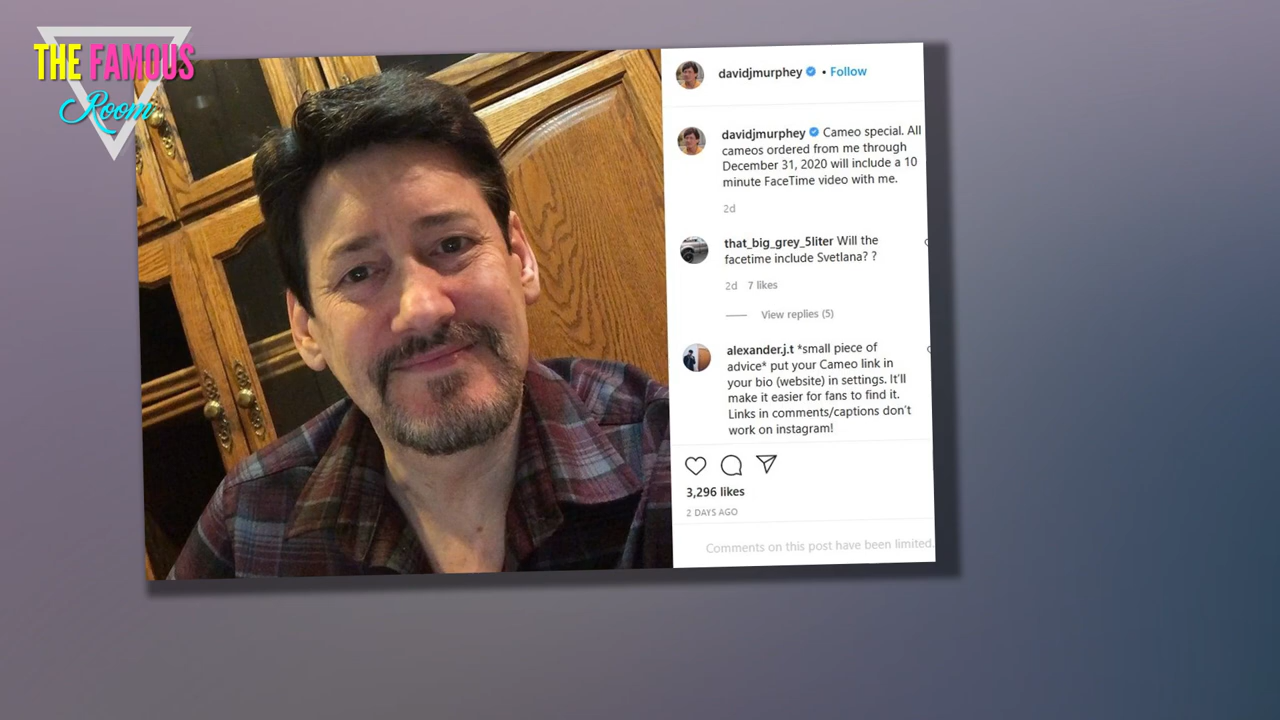 THE FAMOUS
Room
davidjmurphey • Follow
davidjmurphey Cameo special. All
cameos ordered from me through
December 31, 2020 will include a 10
minute FaceTime video with me.
2d
that_big_grey_5liter Will the
facetime include Svetlana? ?
2d 7 likes
View replies (5)
alexander.j.t *small piece of
advice* put your Cameo link in
your bio (website) in settings. It'll
make it easier for fans to find it.
Links in comments/captions don't
work on instagram!
3,296 likes
2 DAYS AGO
Comments on this post have been limited.